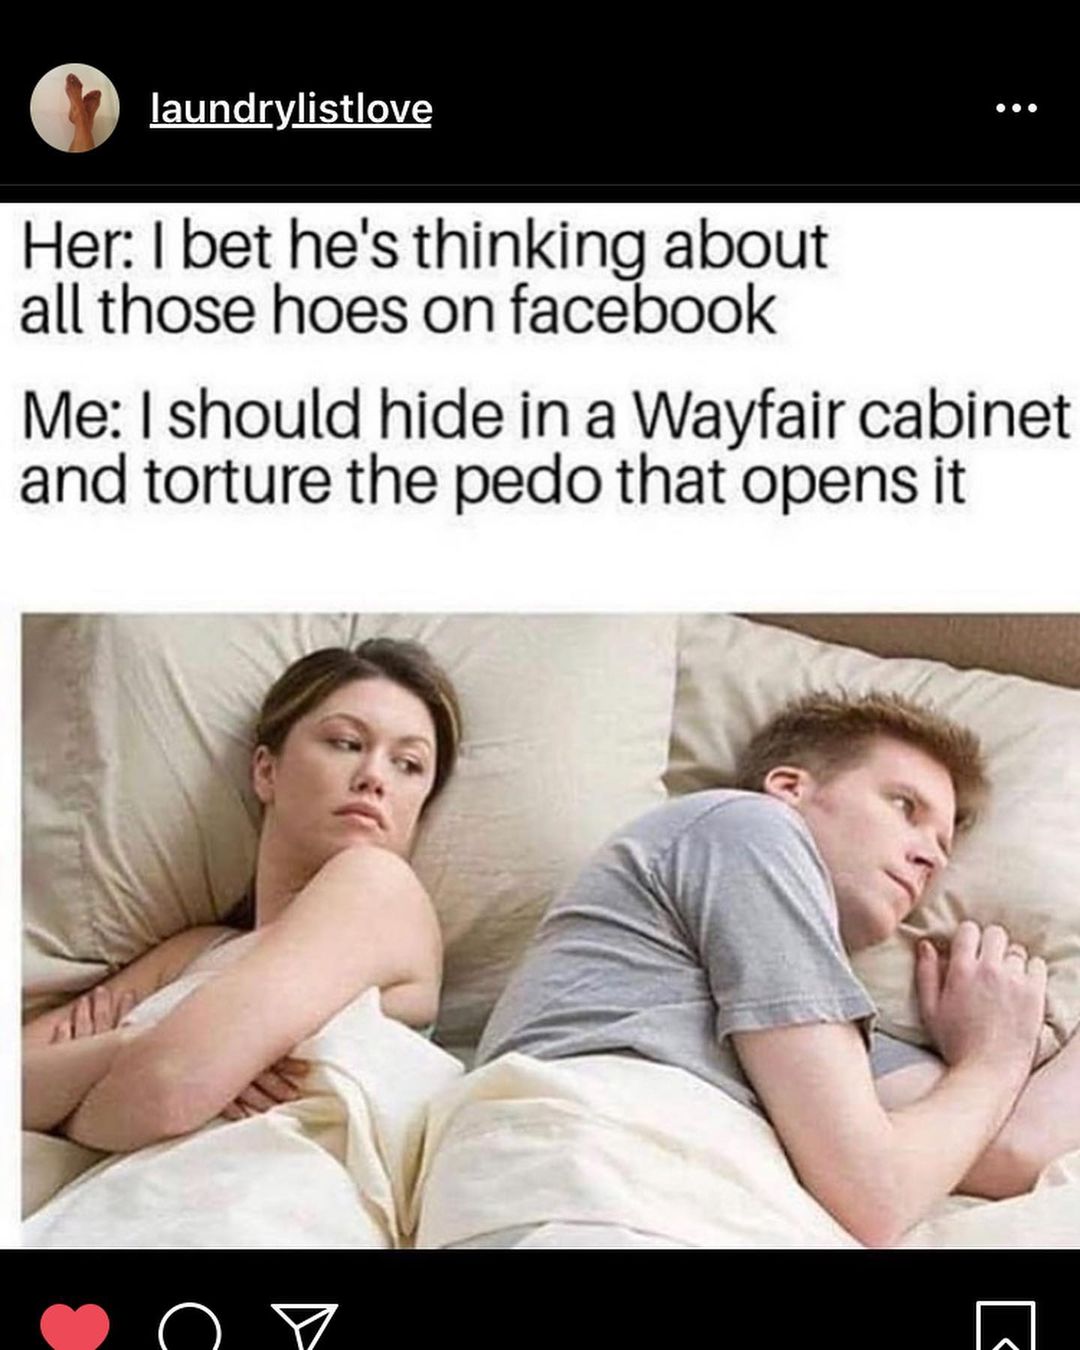 laundrylistlove
Her: I bet he's thinking about
all those hoes on facebook
Me: I should hide in a Wayfair cabinet
and torture the pedo that opens it